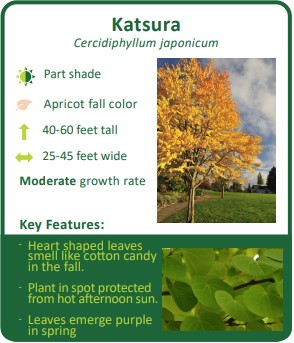 Katsura
Cercidiphyllum japonicum
Part shade
Apricot fall color
40-60 feet tall
25-45 feet wide
Moderate growth rate
Key Features:
- Heart shaped leaves
smell like cotton candy
in the fall.
- Plant in spot protected
from hot afternoon sun.
- Leaves emerge purple
in spring